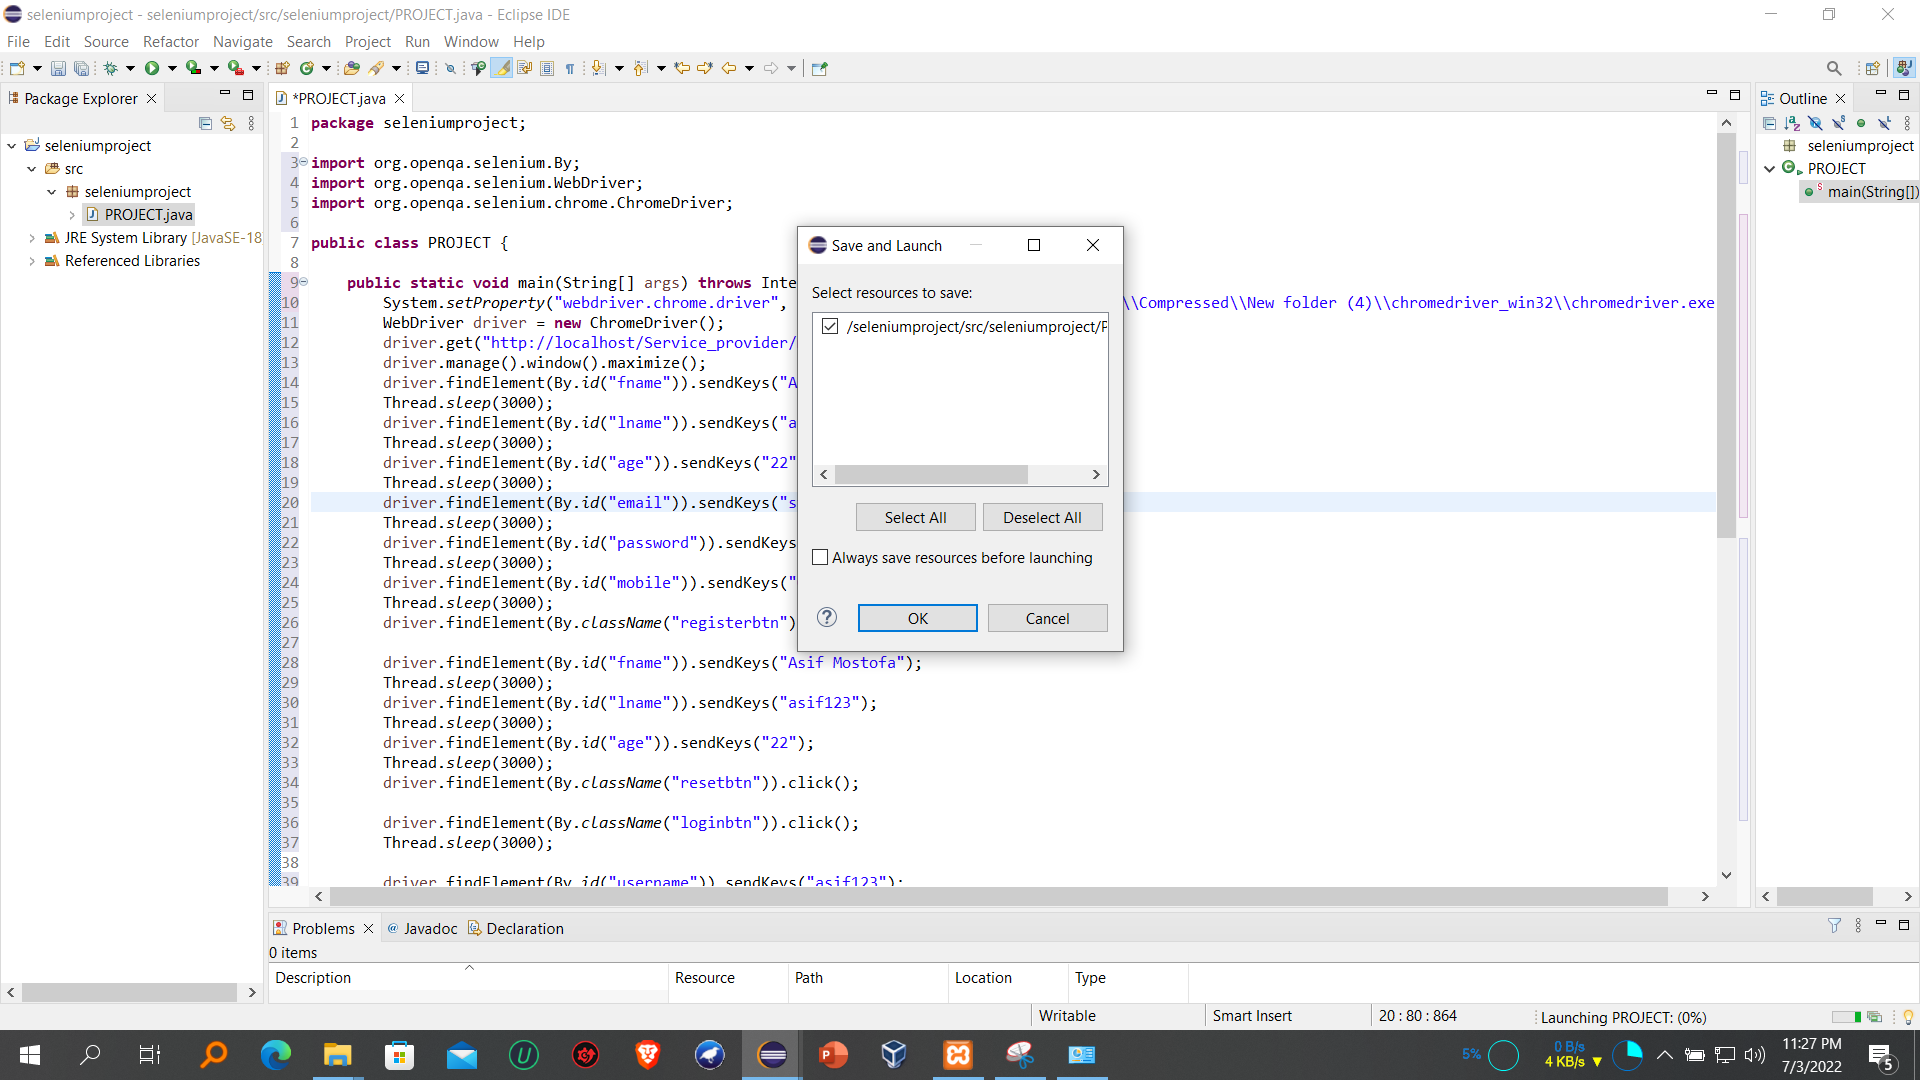 seleniumproject - seleniumproject/src/seleniumproject/PROJECT.java - Eclipse IDE
File Edit Source Refactor Navigate Search Project Run Window Help
Package Explorer
seleniumproject
src
seleniumproject
PROJECT.java
JRE System Library [JavaSE-18
Referenced Libraries
*PROJECT.java
1 package seleniumproject;
2
3 import org.openqa.selenium.By;
4 import org.openqa.selenium.WebDriver;
5 import org.openqa.selenium.chrome.ChromeDriver;
6
7 public class PROJECT {
8
9 public static void main(String[] args) throws Inte
10 System.setProperty("webdriver.chrome.driver", \\Compressed\\New folder (4)\\chromedriver_win32\\chromedriver.exe
11 WebDriver driver = new ChromeDriver();
12 driver.get("http://localhost/Service_provider/
13 driver.manage().window().maximize();
14 driver.findElement(By.id("fname")).sendKeys("A
15 Thread.sleep(3000);
16 driver.findElement(By.id("lname")).sendKeys("a
17 Thread.sleep(3000);
18 driver.findElement(By.id("age")).sendKeys("22"
19 Thread.sleep(3000);
20 driver.findElement(By.id("email")).sendKeys("s
21 Thread.sleep(3000);
22 driver.findElement(By.id("password")).sendKeys
23 Thread.sleep(3000);
24 driver.findElement(By.id("mobile")).sendKeys("
25 Thread.sleep(3000);
26 driver.findElement(By.className("registerbtn")
27
28 driver.findElement(By.id("fname")).sendKeys("Asif Mostofa");
29 Thread.sleep(3000);
30 driver.findElement(By.id("lname")).sendKeys("asif123");
31 Thread.sleep(3000);
32 driver.findElement(By.id("age")).sendKeys("22");
33 Thread.sleep(3000);
34 driver.findElement(By.className("resetbtn")).click();
35
36 driver.findElement(By.className("loginbtn")).click();
37 Thread.sleep(3000);
38
39 driver.findElement(By.id("username")).sendKeys("asif123");
Save and Launch
Select resources to save:
/seleniumproject/src/seleniumproject/P
Select All Deselect All
Always save resources before launching
OK Cancel
Outline
seleniumproject
PROJECT
main(String[])
Problems Javadoc Declaration
0 items
Description Resource Path Location Type
Writable Smart Insert 20 : 80 : 864 Launching PROJECT: (0%)
5% 0 B/s
4 KB/s
11:27 PM
7/3/2022
5